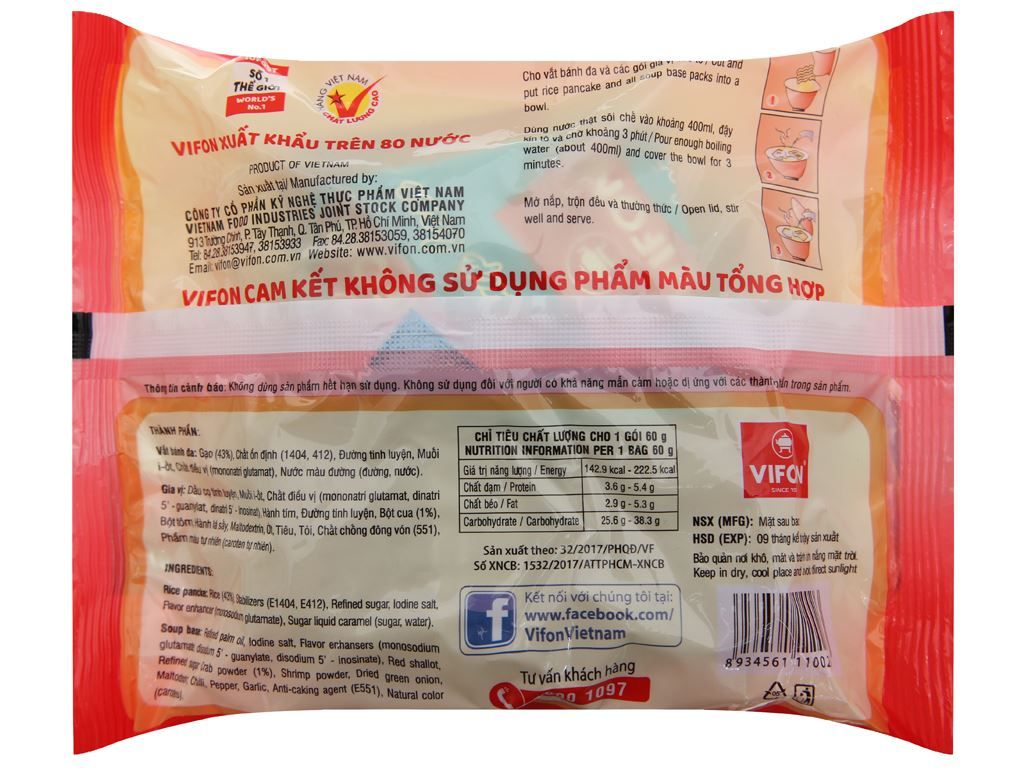 SỐ 1
THẾ GIỚI
WORLD'S
No.1
VÀNG VIỆT NAM
CHẤT LƯỢNG CAO
VIFON XUẤT KHẨU TRÊN 80 NƯỚC
PRODUCT OF VIETNAM
Sản xuất tại/ Manufactured by:
CÔNG TY CỔ PHẦN KỸ NGHỆ THỰC PHẨM VIỆT NAM
VIETNAM FOOD INDUSTRIES JOINT STOCK COMPANY
913 Trường Chinh, P. Tây Thạnh, Q. Tân Phú, TP. Hồ Chí Minh, Việt Nam
Tel: 84.28.38153947, 38153933 Fax: 84.28.38153059, 38154070
Email: vifon@vifon.com.vn Website: www.vifon.com.vn
Cho vắt bánh đa và các gói gia vị out and
put rice pancake and all soup base packs into a
bowl.
Dùng nước thật sôi chế vào khoảng 400ml, đậy
kín tô và chờ khoảng 3 phút / Pour enough boiling
water (about 400ml) and cover the bowl for 3
minutes.
Mở nắp, trộn đều và thưởng thức / Open lid, stir
well and serve.
1
2
3
VIFON CAM KẾT KHÔNG SỬ DỤNG PHẨM MÀU TỔNG HỢP
Thông tin cảnh báo: Không dùng sản phẩm hết hạn sử dụng. Không sử dụng đối với người có khả năng mẫn cảm hoặc dị ứng với các thành phần trong sản phẩm.
THÀNH PHẦN:
Vắt bánh đa: Gạo (43%), Chất ổn định (1404, 412), Đường tinh luyện, Muối
i-ốt, Chất điều vị (mononatri glutamat), Nước màu đường (đường, nước).
Gia vị: Dầu cọ tinh luyện, Muối i-ốt, Chất điều vị (mononatri glutamat, dinatri
5' - guanylat, dinatri 5' - inosinat), Hành tím, Đường tinh luyện, Bột cua (1%),
Bột tôm, Hành lá sấy, Maltodextrin, Ớt, Tiêu, Tỏi, Chất chống đông vón (551),
Phẩm màu tự nhiên (caroten tự nhiên).
INGREDIENTS:
Rice pancake: Rice (43%), Stabilizers (E1404, E412), Refined sugar, Iodine salt,
Flavor enhancer (monosodium glutamate), Sugar liquid caramel (sugar, water).
Soup base: Refined palm oil, Iodine salt, Flavor enhansers (monosodium
glutamate, disodium 5' - guanylate, disodium 5' - inosinate), Red shallot,
Refined sugar, Crab powder (1%), Shrimp powder, Dried green onion,
Maltodextrin, Chilli, Pepper, Garlic, Anti-caking agent (E551), Natural color
CHỈ TIÊU CHẤT LƯỢNG CHO 1 GÓI 60 g
NUTRITION INFORMATION PER 1 BAG 60 g
Giá trị năng lượng / Energy 142.9 kcal - 222.5 kcal
Chất đạm / Protein 3.6 g - 5.4 g
Chất béo / Fat 2.9 g - 5.3 g
Carbohydrate / Carbohydrate 25.6 g - 38.3 g
Sản xuất theo: 32/2017/PHQĐ/VF
Số XNCB: 1532/2017/ATTPHCM-XNCB
f
Kết nối với chúng tôi tại:
www.facebook.com/
VifonVietnam
Tư vấn khách hàng
1097
VIFON
NSX (MFG): Mặt sau bao
HSD (EXP): 09 tháng kể từ ngày sản xuất
Bảo quản nơi khô, mát và tránh nắng mặt trời.
Keep in dry, cool place and avoid direct sunlight
8 934561 11002